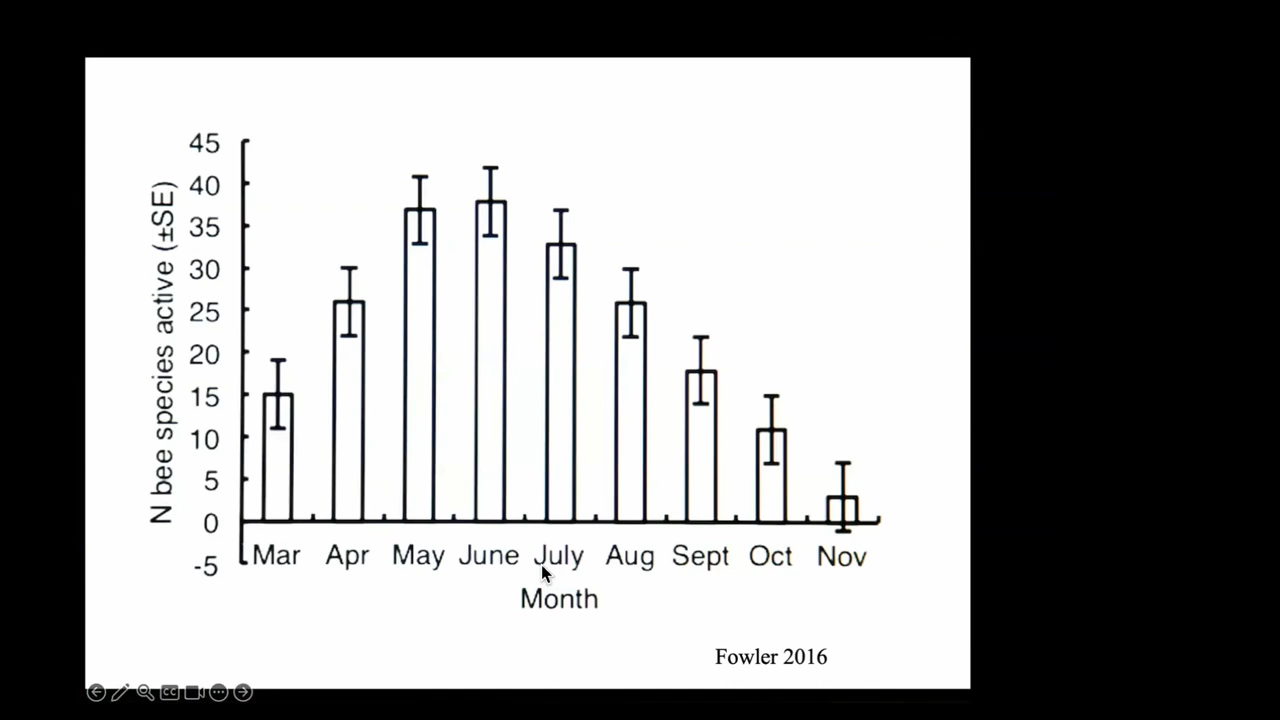 N bee species active (±SE)
45
40
35
30
25
20
15
10
5
0
-5
Mar Apr May June July Aug Sept Oct Nov
Month
Fowler 2016
CC